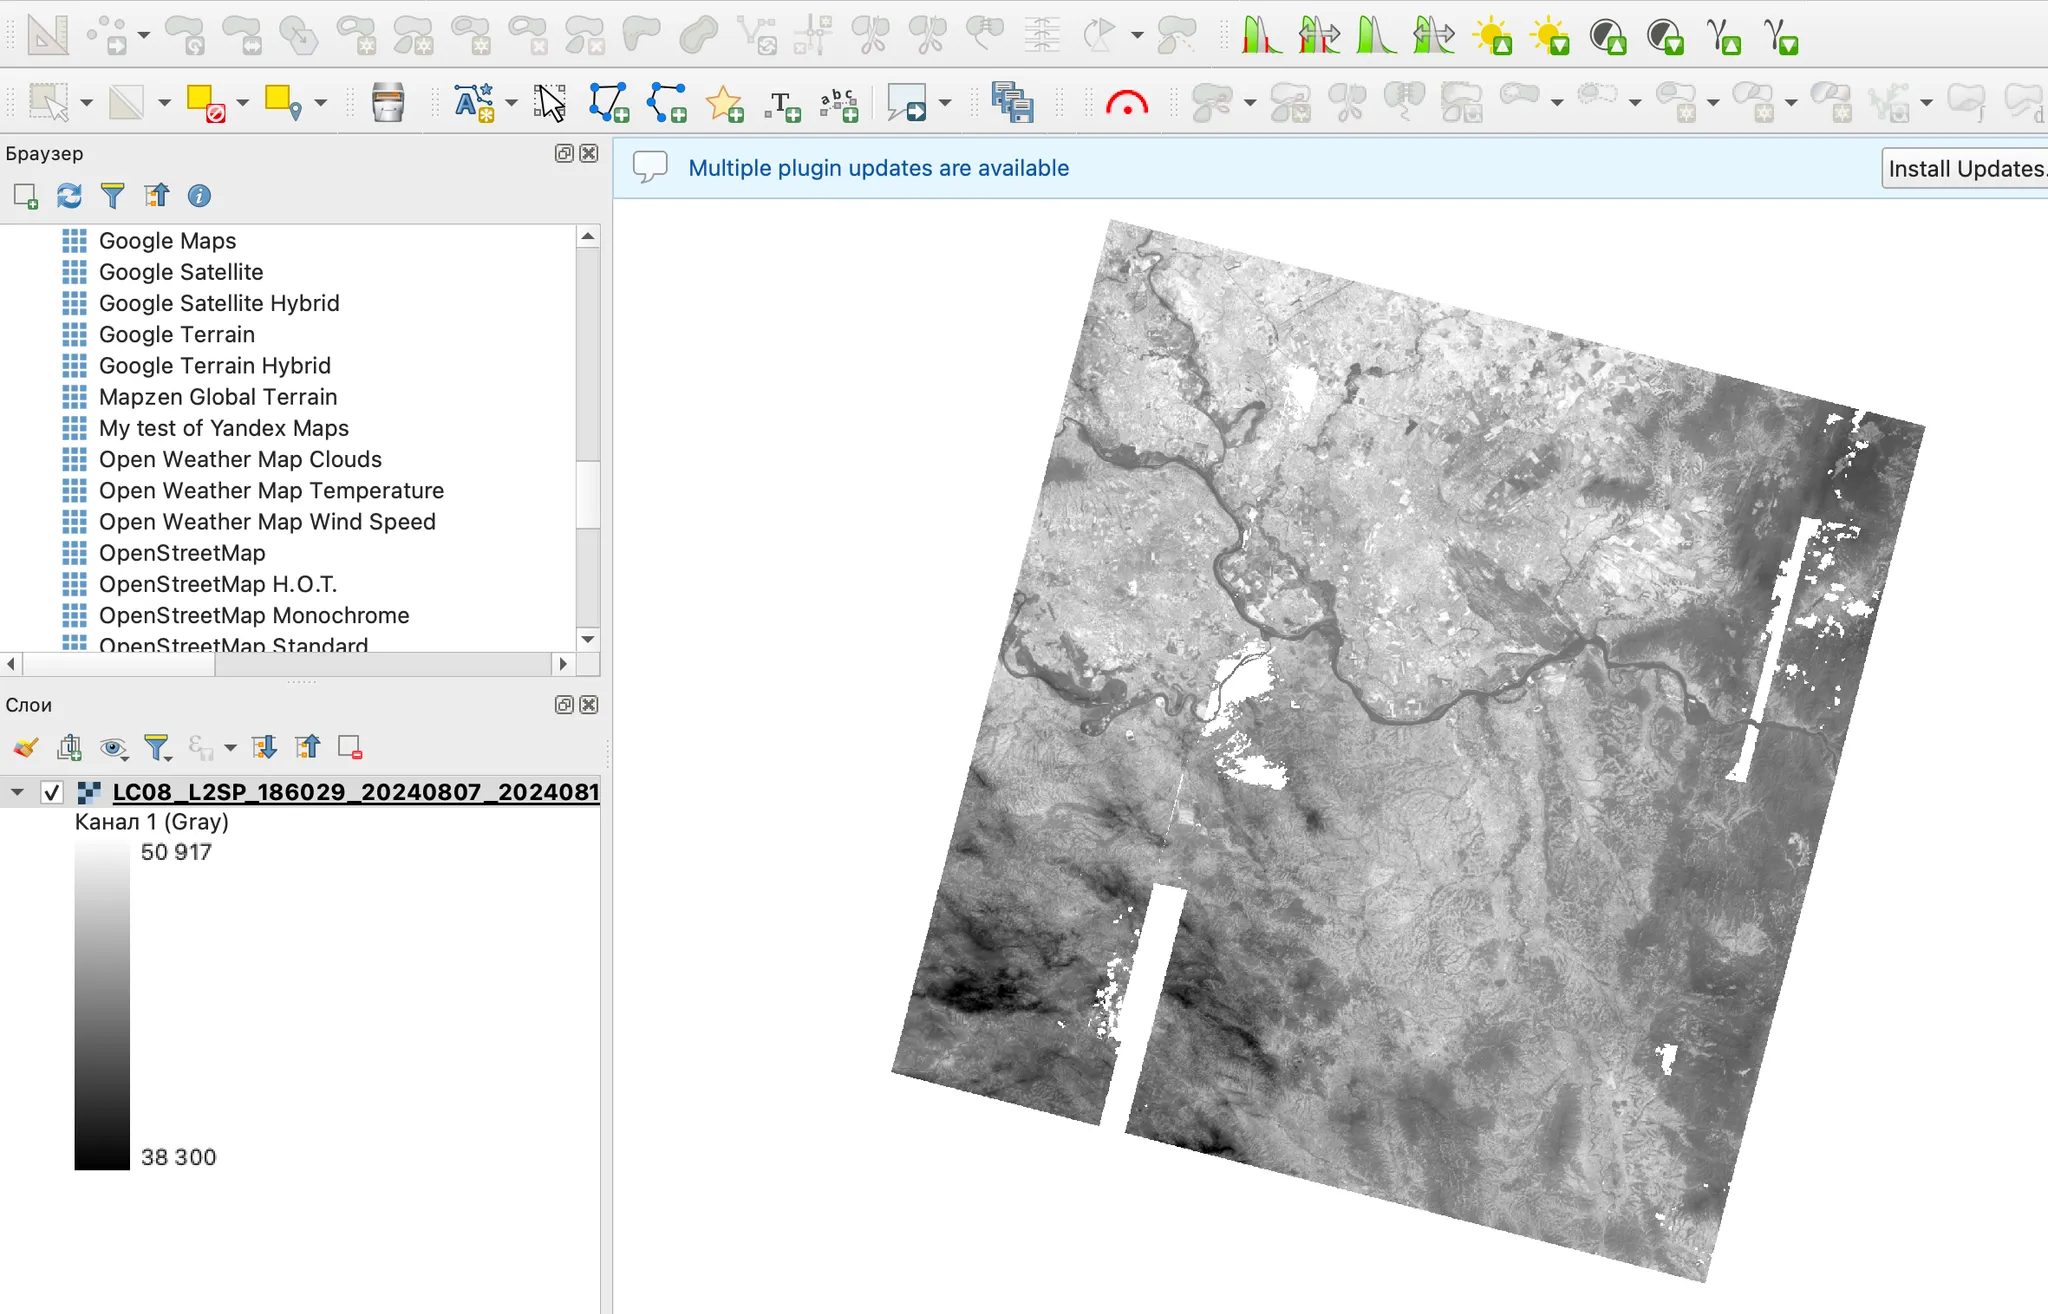 Multiple plugin updates are available
Install Updates.
Браузер
Google Maps
Google Satellite
Google Satellite Hybrid
Google Terrain
Google Terrain Hybrid
Mapzen Global Terrain
My test of Yandex Maps
Open Weather Map Clouds
Open Weather Map Temperature
Open Weather Map Wind Speed
OpenStreetMap
OpenStreetMap H.O.T.
OpenStreetMap Monochrome
OpenStreetMap Standard
Слои
LC08_L2SP_186029_20240807_2024081
Канал 1 (Gray)
50 917
38 300